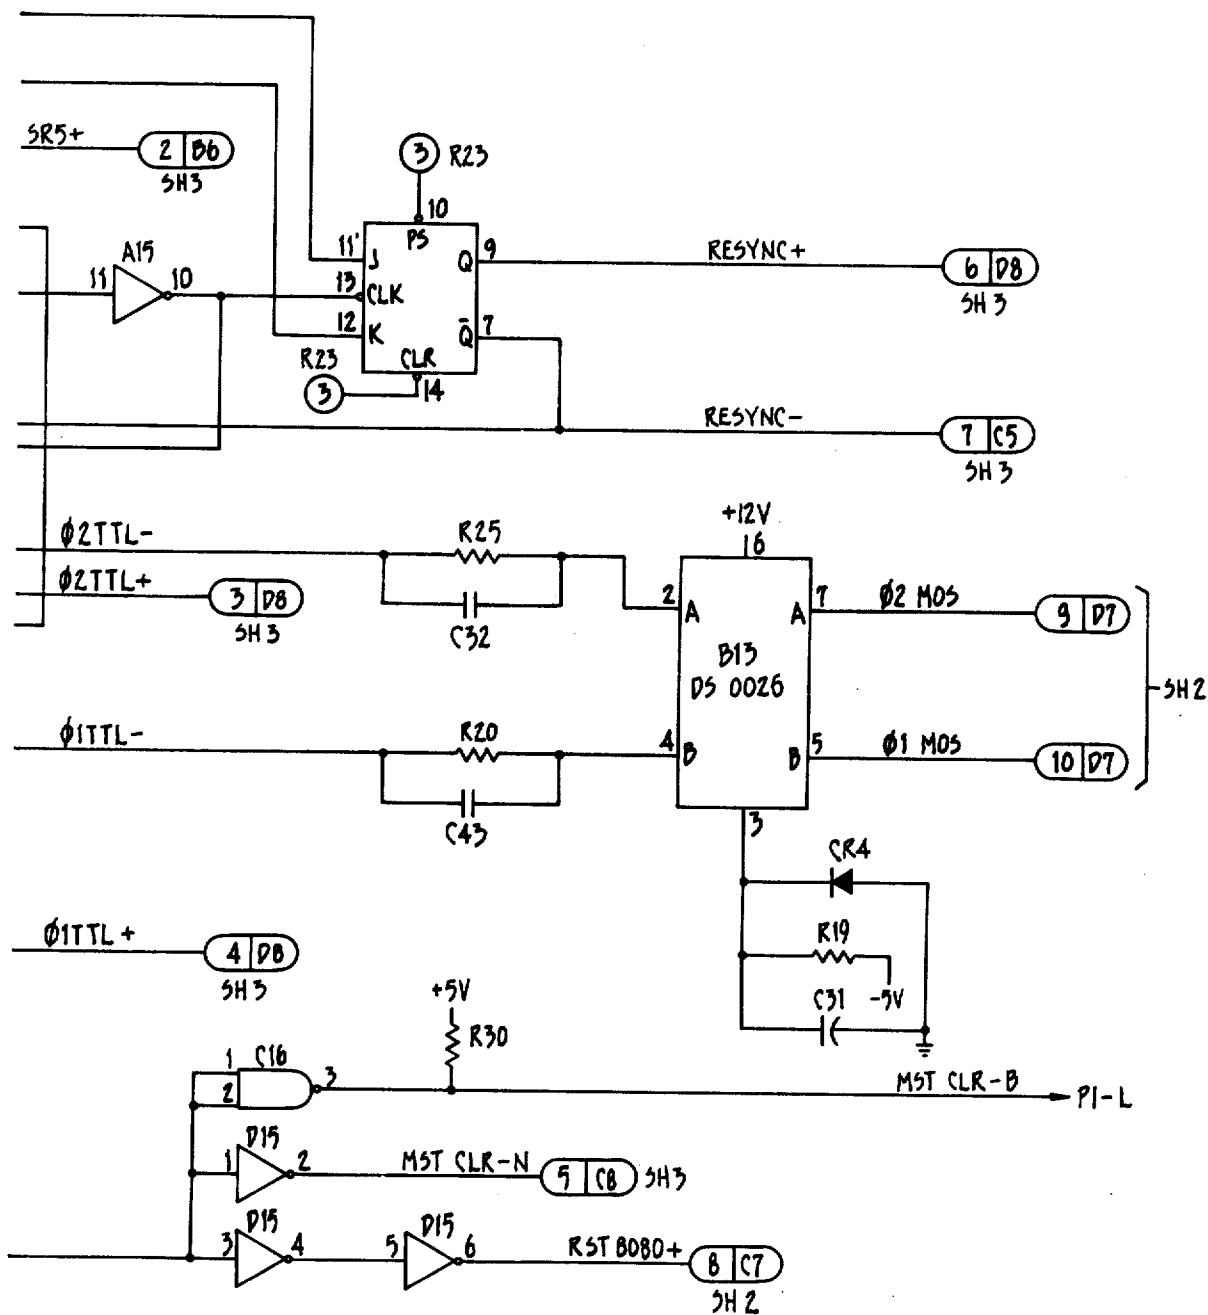 SR5+
2 B6
SH3
3 R23
10
PS
A15
11 10
11'
J
Q 9
RESYNC+
6 D8
SH 3
13
CLK
12
K
Q̅ 7
CLR
14
R23
3
RESYNC-
7 C5
SH 3
+12V
6
Ø2TTL-
R25
C32
Ø2TTL+
3 D8
SH 3
2 A
A 7
Ø2 MOS
9 D7
B13
DS 0026
SH2
Ø1TTL-
R20
C43
4 B
B 5
Ø1 MOS
10 D7
3
CR4
R19
-5V
C31
Ø1TTL+
4 D8
SH 3
+5V
R30
C16
1
2
3
MST CLR-B
P1-L
D15
1 2
MST CLR-N
5 C8 SH3
D15
3 4
D15
5 6
RST 8080+
8 C7
SH 2